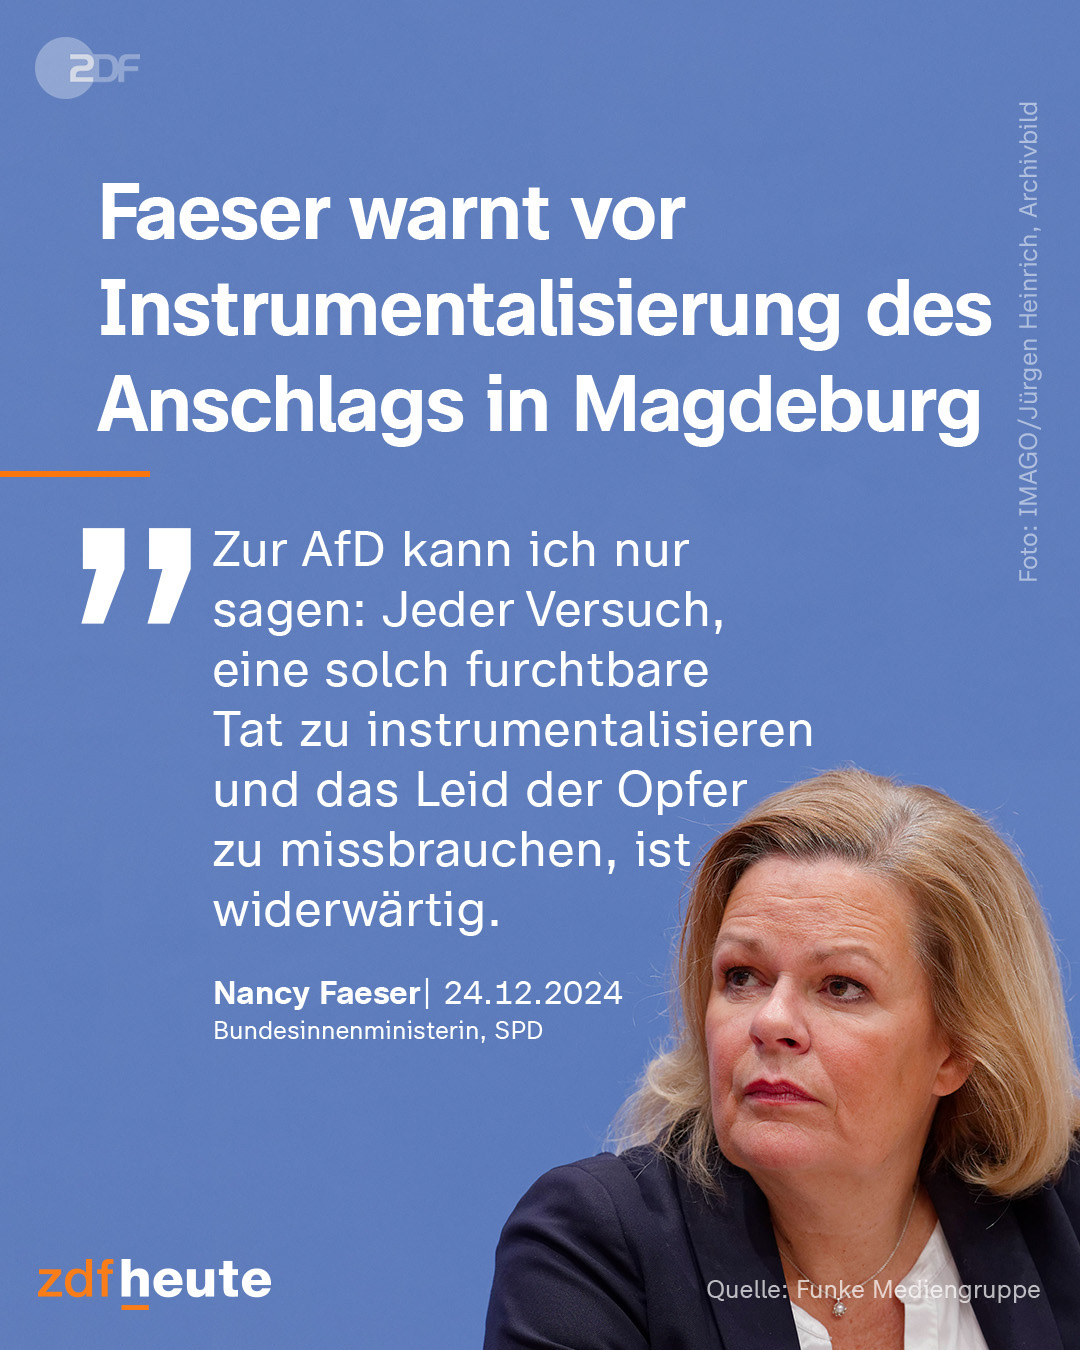 ZDF
Faeser warnt vor
Instrumentalisierung des
Anschlags in Magdeburg
Foto: IMAGO/Jürgen Heinrich, Archivbild
” Zur AfD kann ich nur
sagen: Jeder Versuch,
eine solch furchtbare
Tat zu instrumentalisieren
und das Leid der Opfer
zu missbrauchen, ist
widerwärtig.
Nancy Faeser| 24.12.2024
Bundesinnenministerin, SPD
zdfheute
Quelle: Funke Mediengruppe